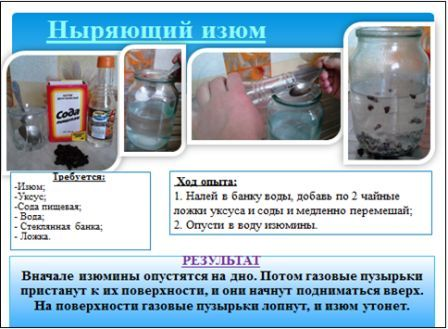 Ныряющий изюм
Сода
пищевая
Требуется:
-Изюм;
-Уксус;
-Сода пищевая;
- Вода;
- Стеклянная банка;
- Ложка.
Ход опыта:
1. Налей в банку воды, добавь по 2 чайные
ложки уксуса и соды и медленно перемешай;
2. Опусти в воду изюмины.
РЕЗУЛЬТАТ
Вначале изюмины опустятся на дно. Потом газовые пузырьки
пристанут к их поверхности, и они начнут подниматься вверх.
На поверхности газовые пузырьки лопнут, и изюм утонет.